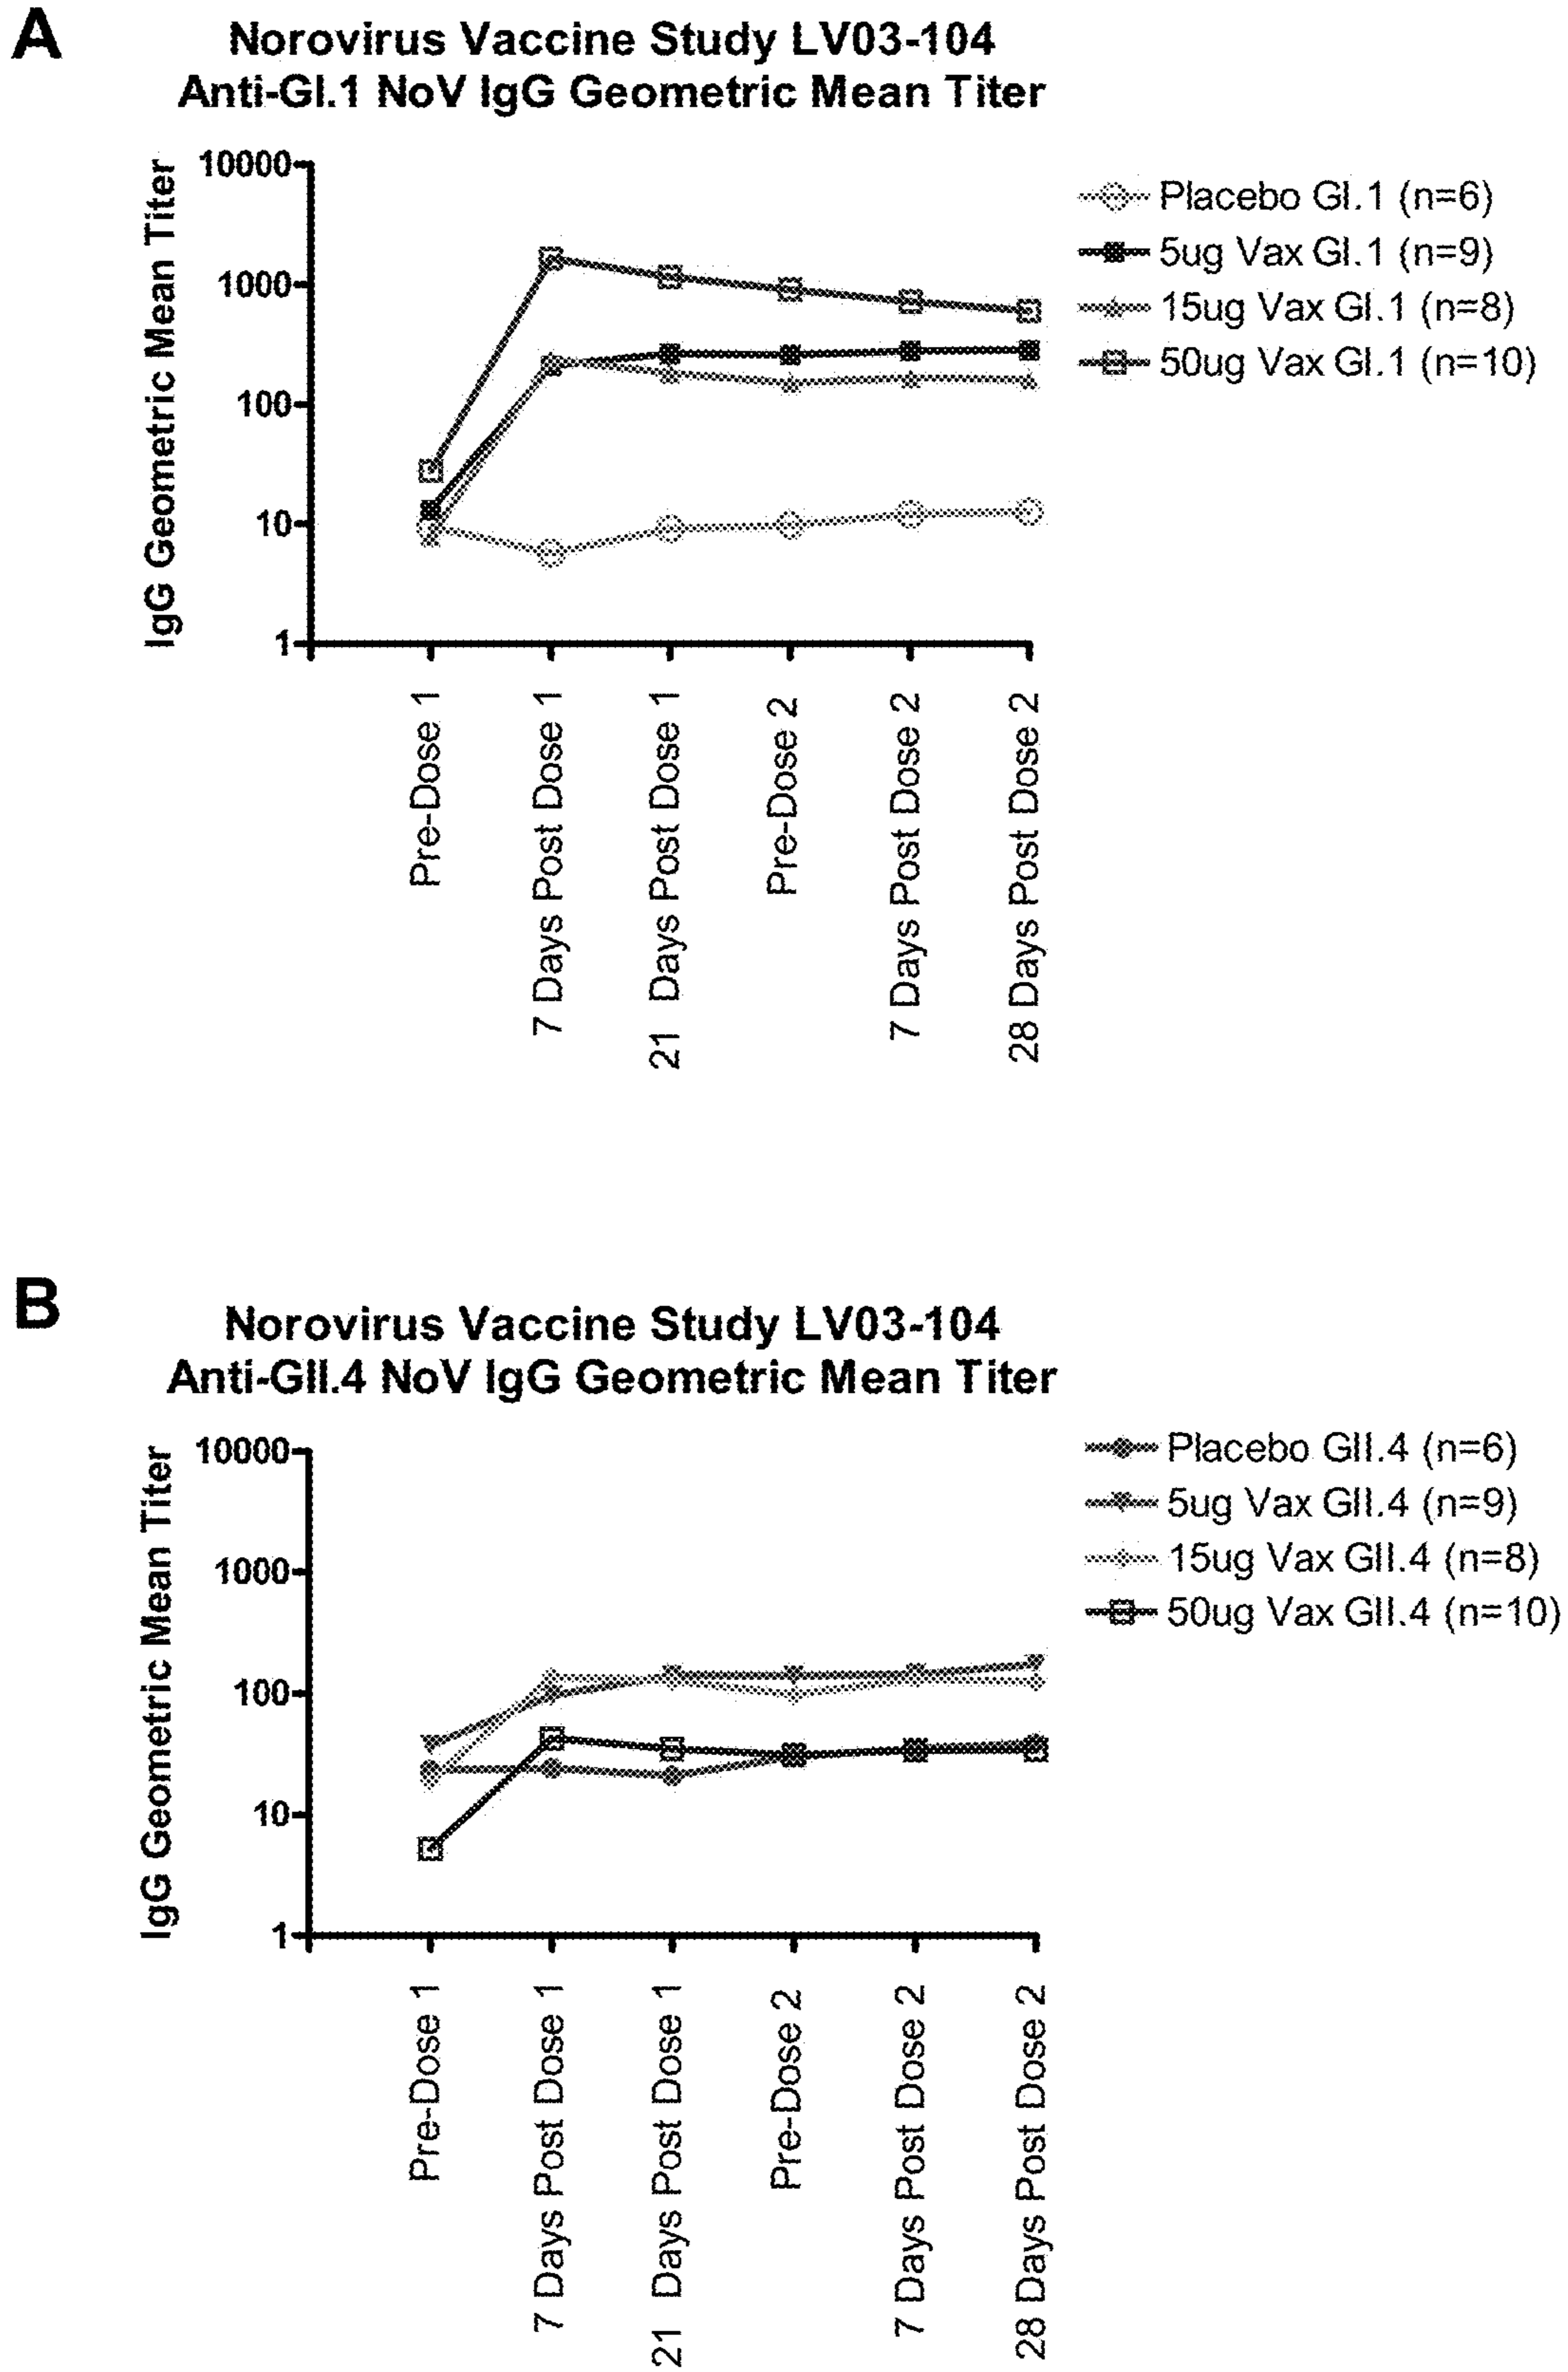 A
Norovirus Vaccine Study LV03-104
Anti-GI.1 NoV IgG Geometric Mean Titer
IgG Geometric Mean Titer
10000
1000
100
10
1
Placebo GI.1 (n=6)
5ug Vax GI.1 (n=9)
15ug Vax GI.1 (n=8)
50ug Vax GI.1 (n=10)
Pre-Dose 1
7 Days Post Dose 1
21 Days Post Dose 1
Pre-Dose 2
7 Days Post Dose 2
28 Days Post Dose 2
B
Norovirus Vaccine Study LV03-104
Anti-GII.4 NoV IgG Geometric Mean Titer
IgG Geometric Mean Titer
10000
1000
100
10
1
Placebo GII.4 (n=6)
5ug Vax GII.4 (n=9)
15ug Vax GII.4 (n=8)
50ug Vax GII.4 (n=10)
Pre-Dose 1
7 Days Post Dose 1
21 Days Post Dose 1
Pre-Dose 2
7 Days Post Dose 2
28 Days Post Dose 2